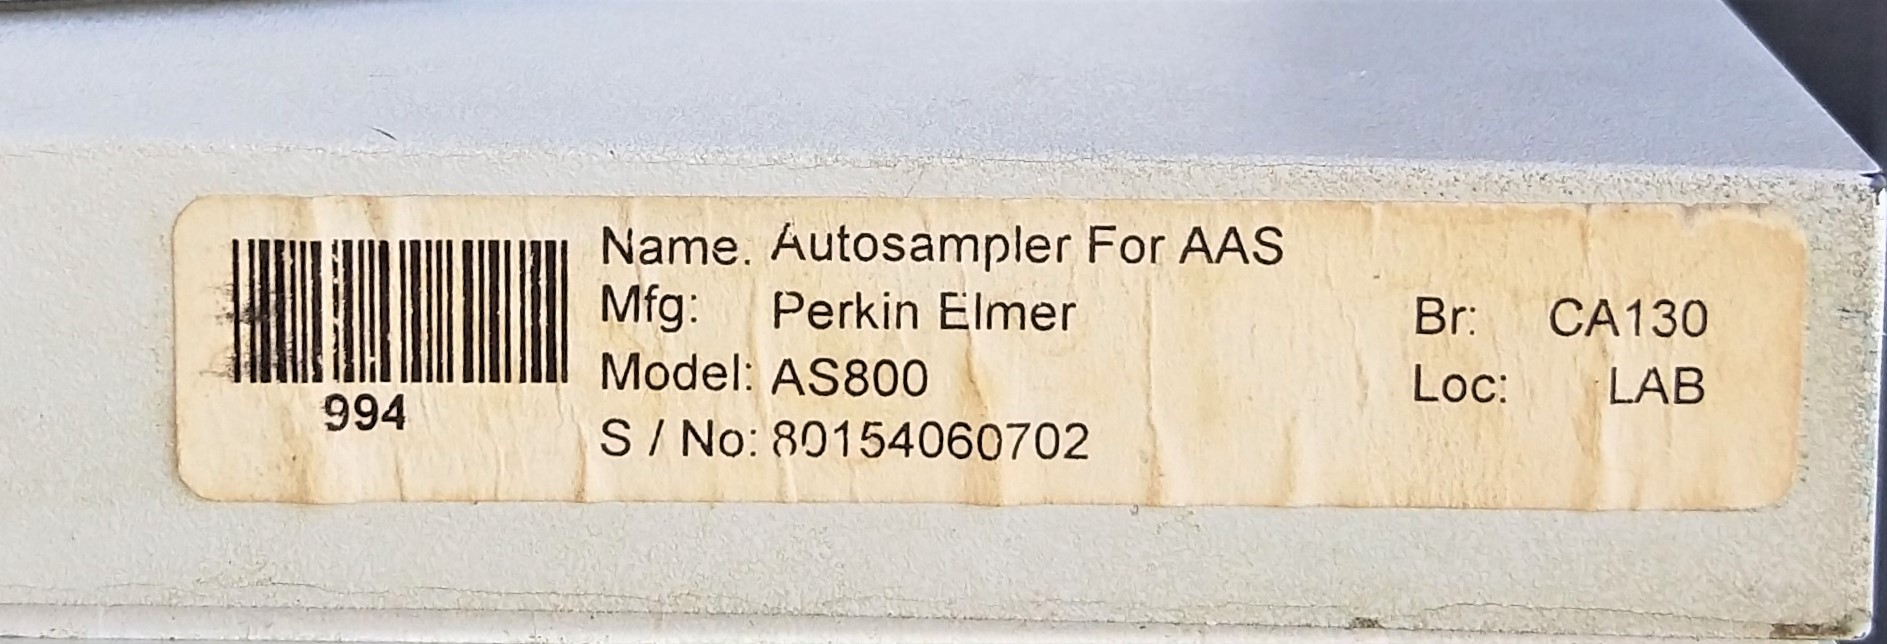 Name. Autosampler For AAS
Mfg: Perkin Elmer
Br: CA130
Model: AS800
Loc: LAB
994
S / No: 80154060702